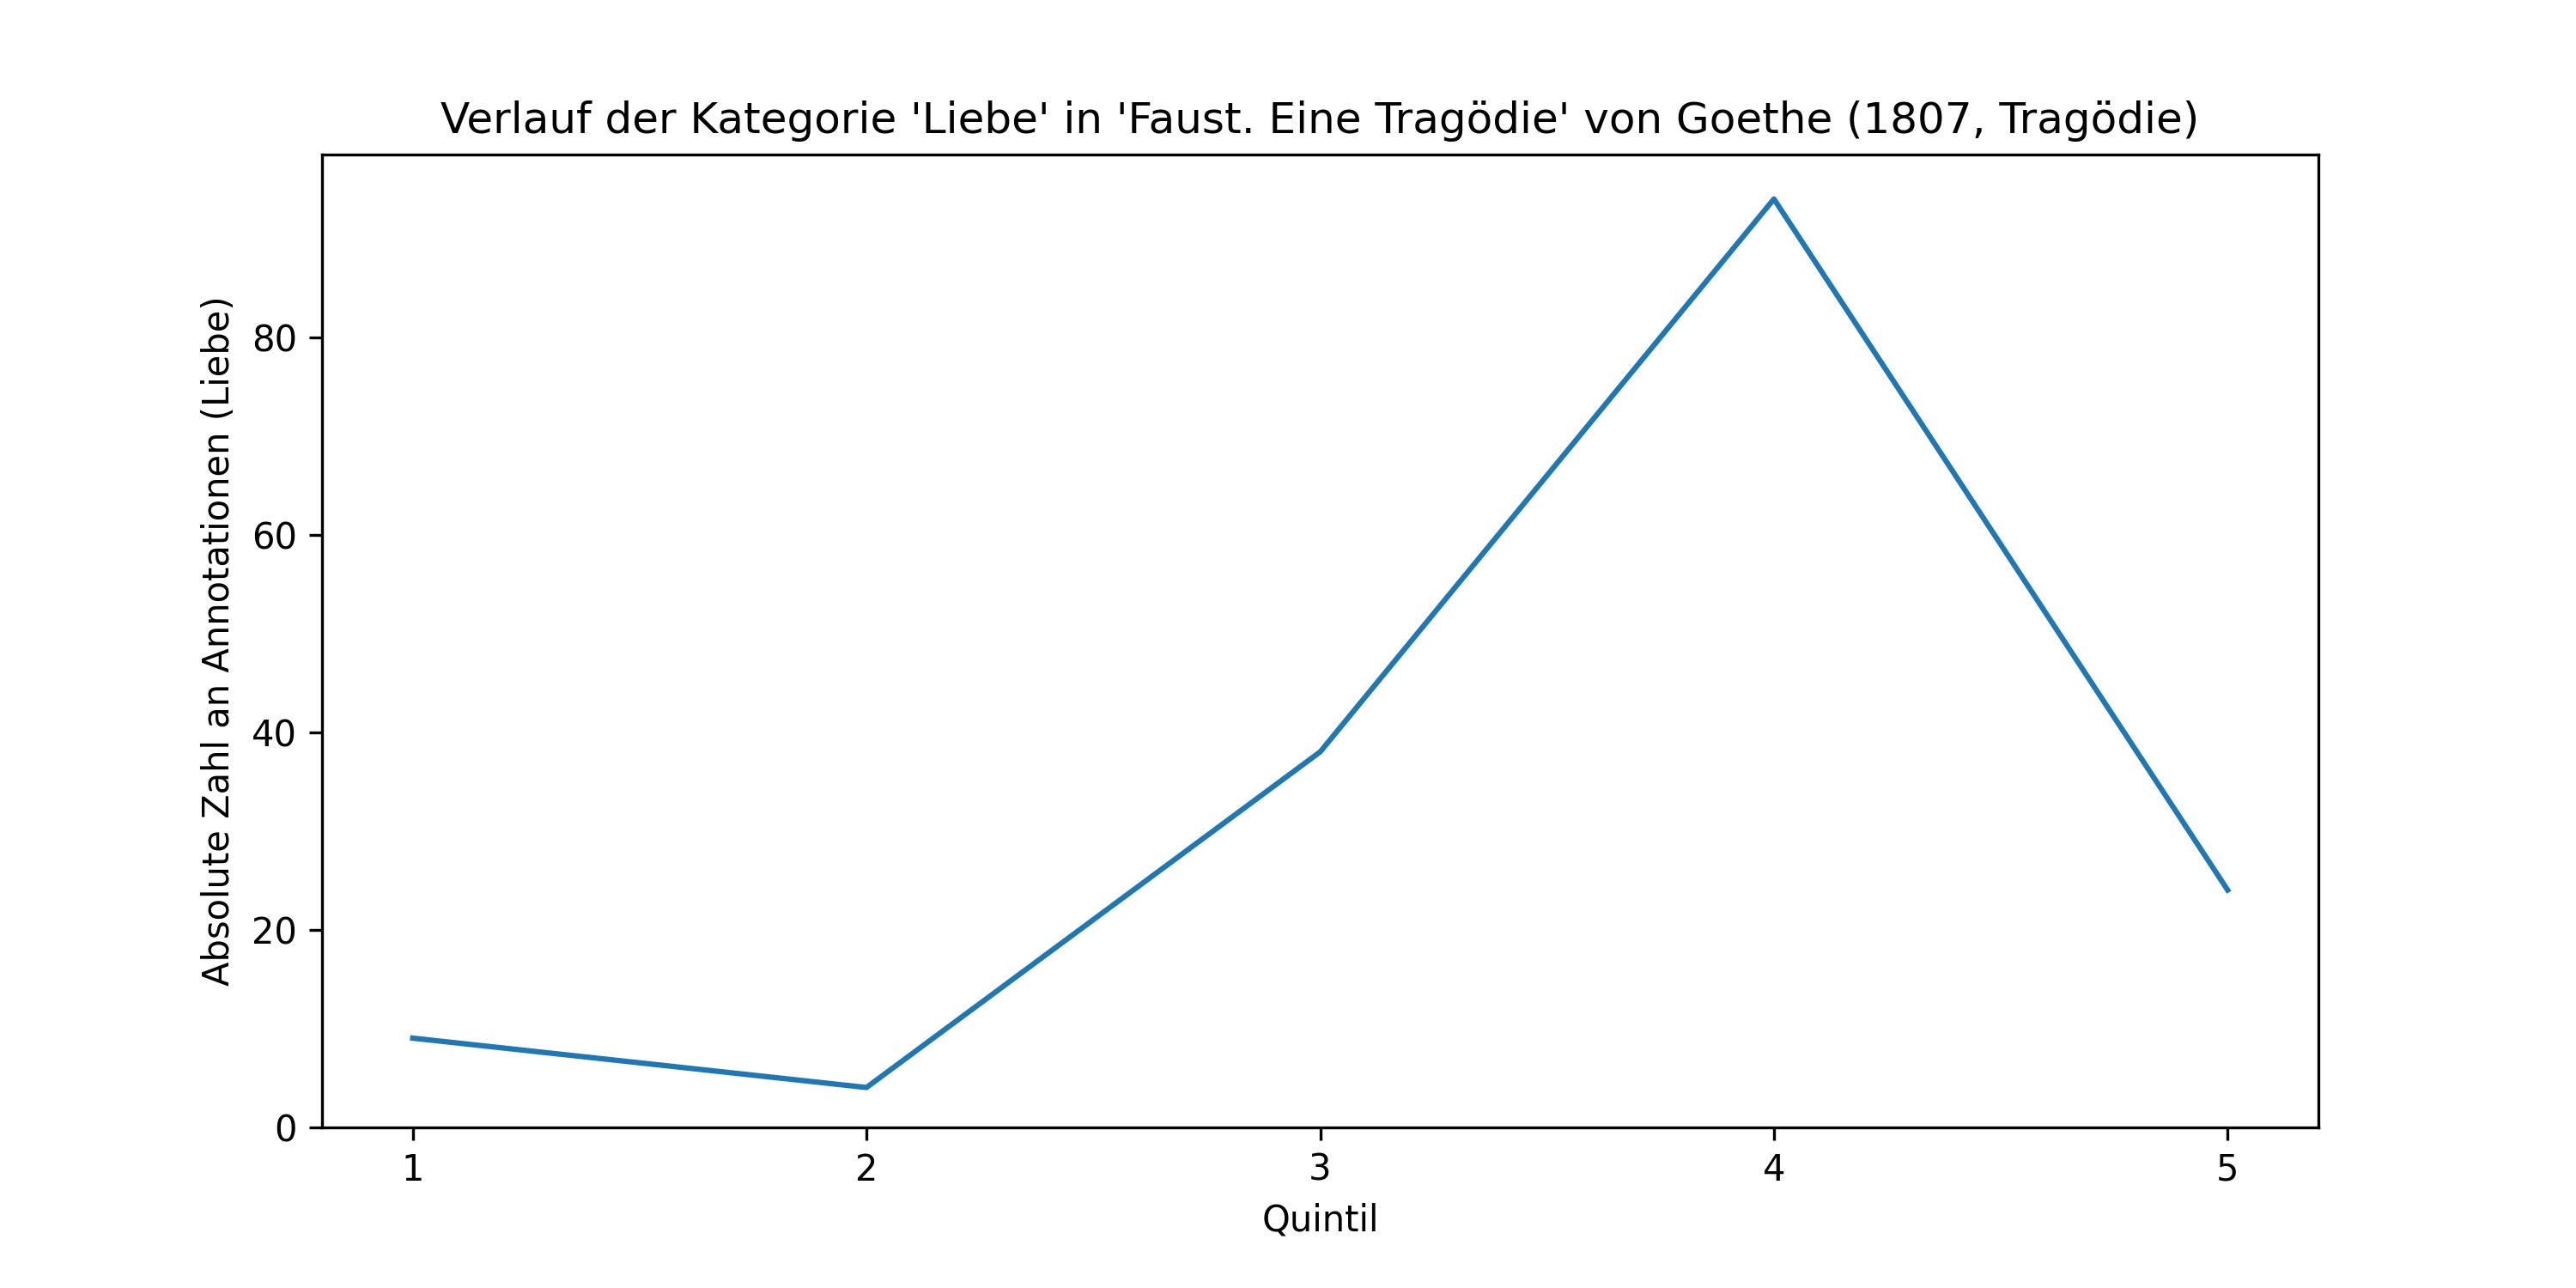 Verlauf der Kategorie 'Liebe' in 'Faust. Eine Tragödie' von Goethe (1807, Tragödie)
Absolute Zahl an Annotationen (Liebe)
80
60
40
20
0
1 2 3 4 5
Quintil